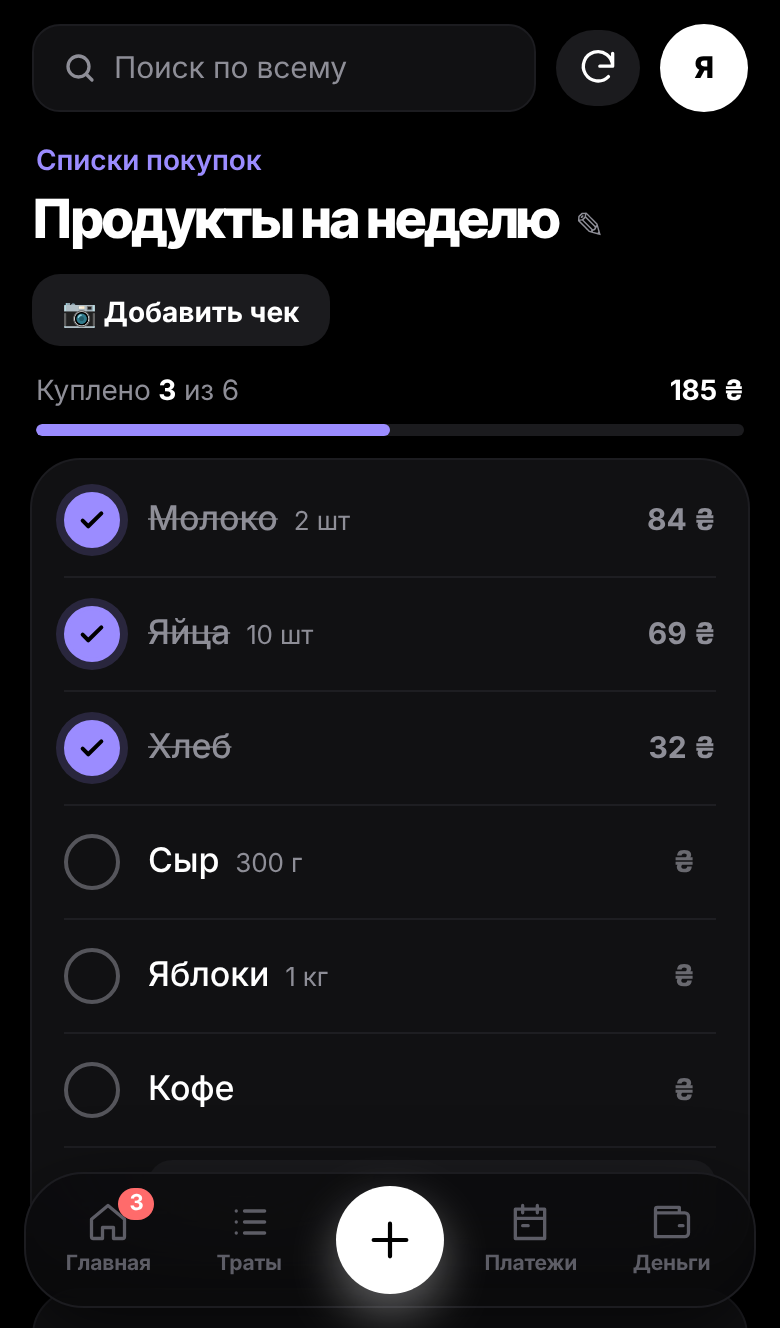 Поиск по всему
Я
Списки покупок
Продукты на неделю ✎
📷 Добавить чек
Куплено 3 из 6 185 ₴
Молоко 2 шт 84 ₴
Яйца 10 шт 69 ₴
Хлеб 32 ₴
Сыр 300 г ₴
Яблоки 1 кг ₴
Кофе ₴
3
Главная Траты Платежи Деньги